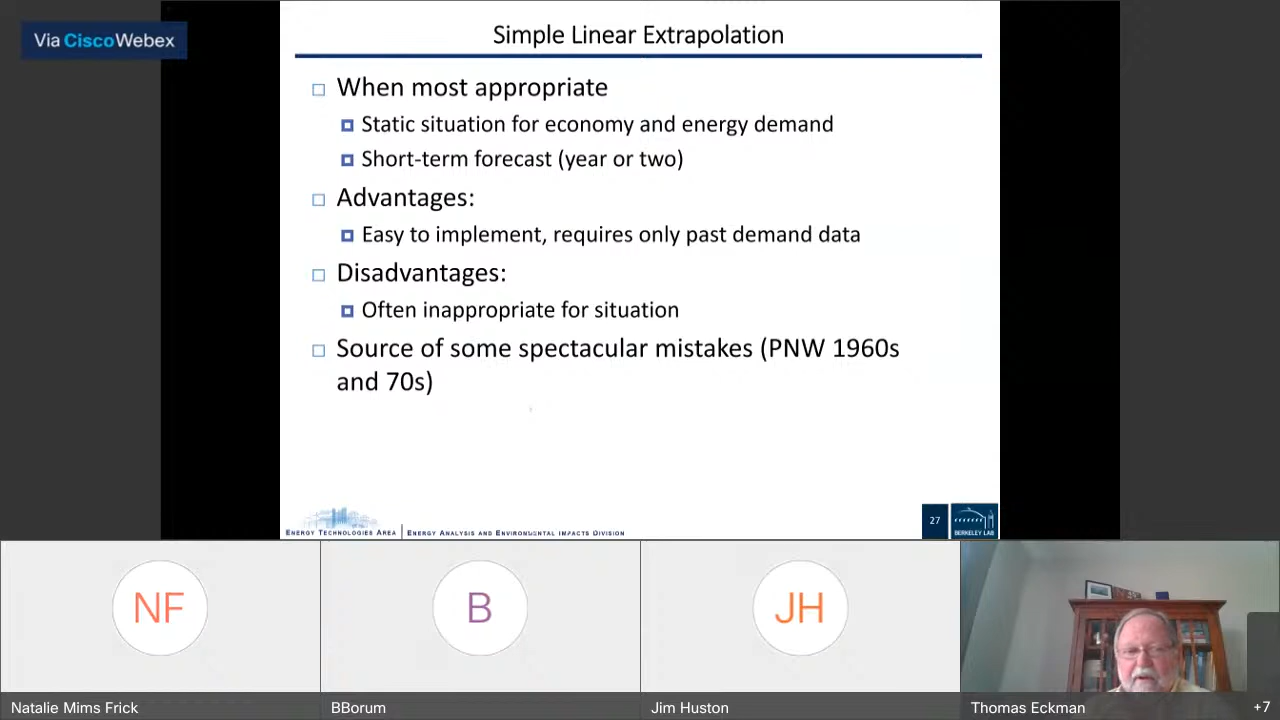 Via Cisco Webex
Simple Linear Extrapolation
When most appropriate
Static situation for economy and energy demand
Short-term forecast (year or two)
Advantages:
Easy to implement, requires only past demand data
Disadvantages:
Often inappropriate for situation
Source of some spectacular mistakes (PNW 1960s
and 70s)
ENERGY TECHNOLOGIES AREA
ENERGY ANALYSIS AND ENVIRONMENTAL IMPACTS DIVISION
27
BERKELEY LAB
NF
B
JH
Natalie Mims Frick
BBorum
Jim Huston
Thomas Eckman
+7